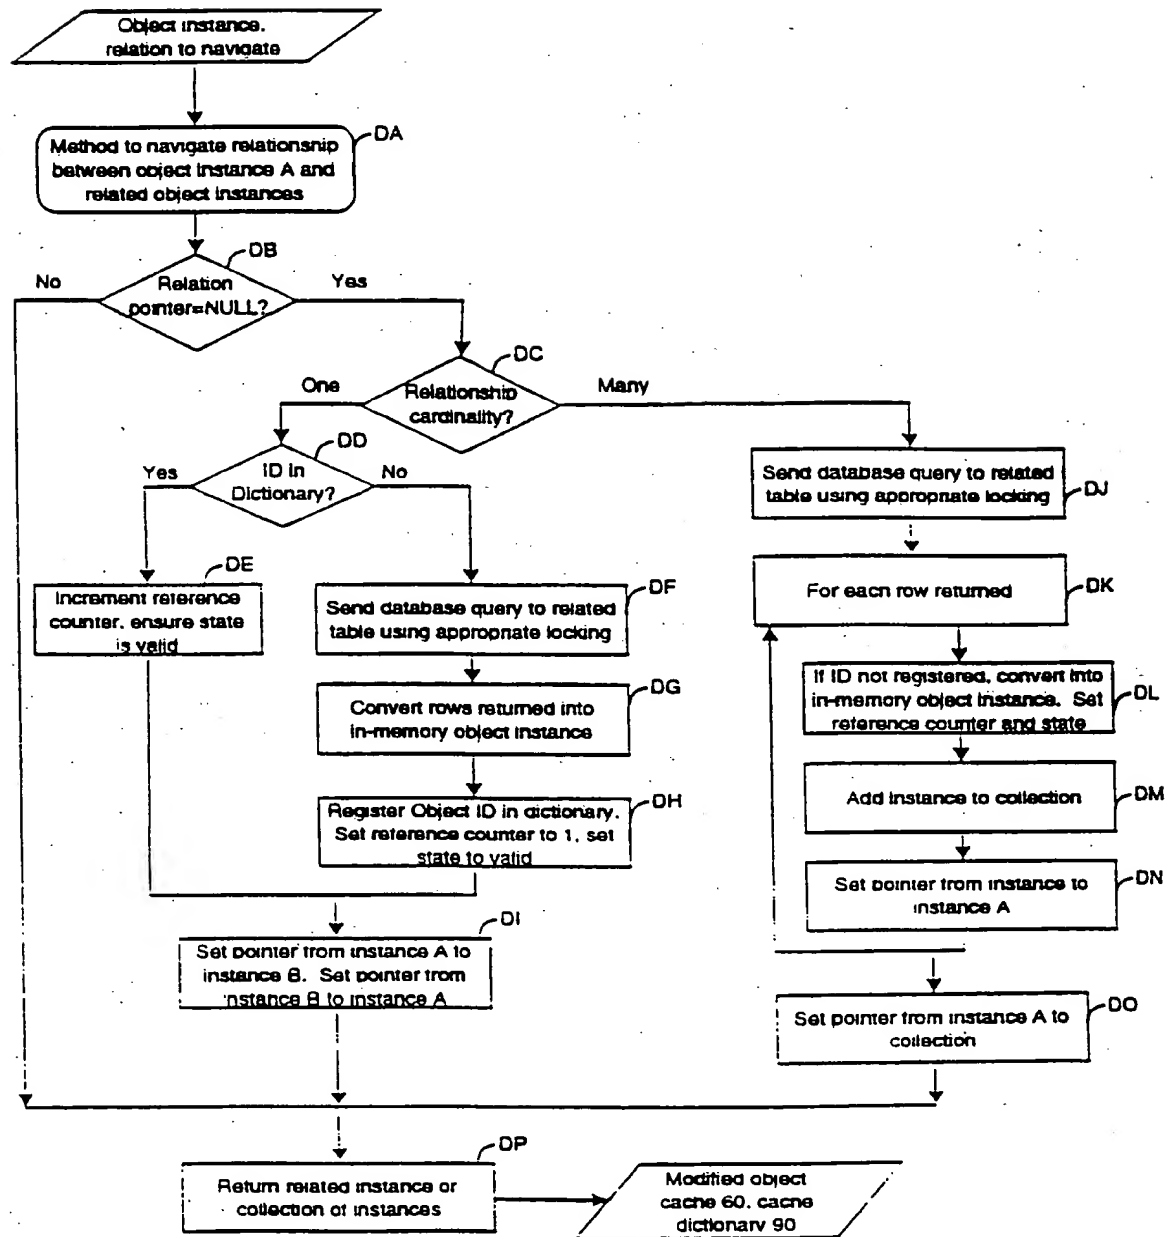 Object instance,
relation to navigate
DA
Method to navigate relationship
between object instance A and
related object instances
DB
No
Relation
pointer=NULL?
Yes
DC
One
Relationship
cardinality?
Many
DD
Yes
ID in
Dictionary?
No
Send database query to related
table using appropriate locking
DJ
DE
Increment reference
counter, ensure state
is valid
Send database query to related
table using appropriate locking
DF
For each row returned
DK
Convert rows returned into
in-memory object instance
DG
If ID not registered, convert into
in-memory object instance. Set
reference counter and state
DL
Register Object ID in dictionary.
Set reference counter to 1, set
state to valid
DH
Add instance to collection
DM
Set pointer from instance to
instance A
DN
DI
Set pointer from instance A to
instance B. Set pointer from
instance B to instance A
Set pointer from instance A to
collection
DO
DP
Return related instance or
collection of instances
Modified object
cache 60, cache
dictionary 90